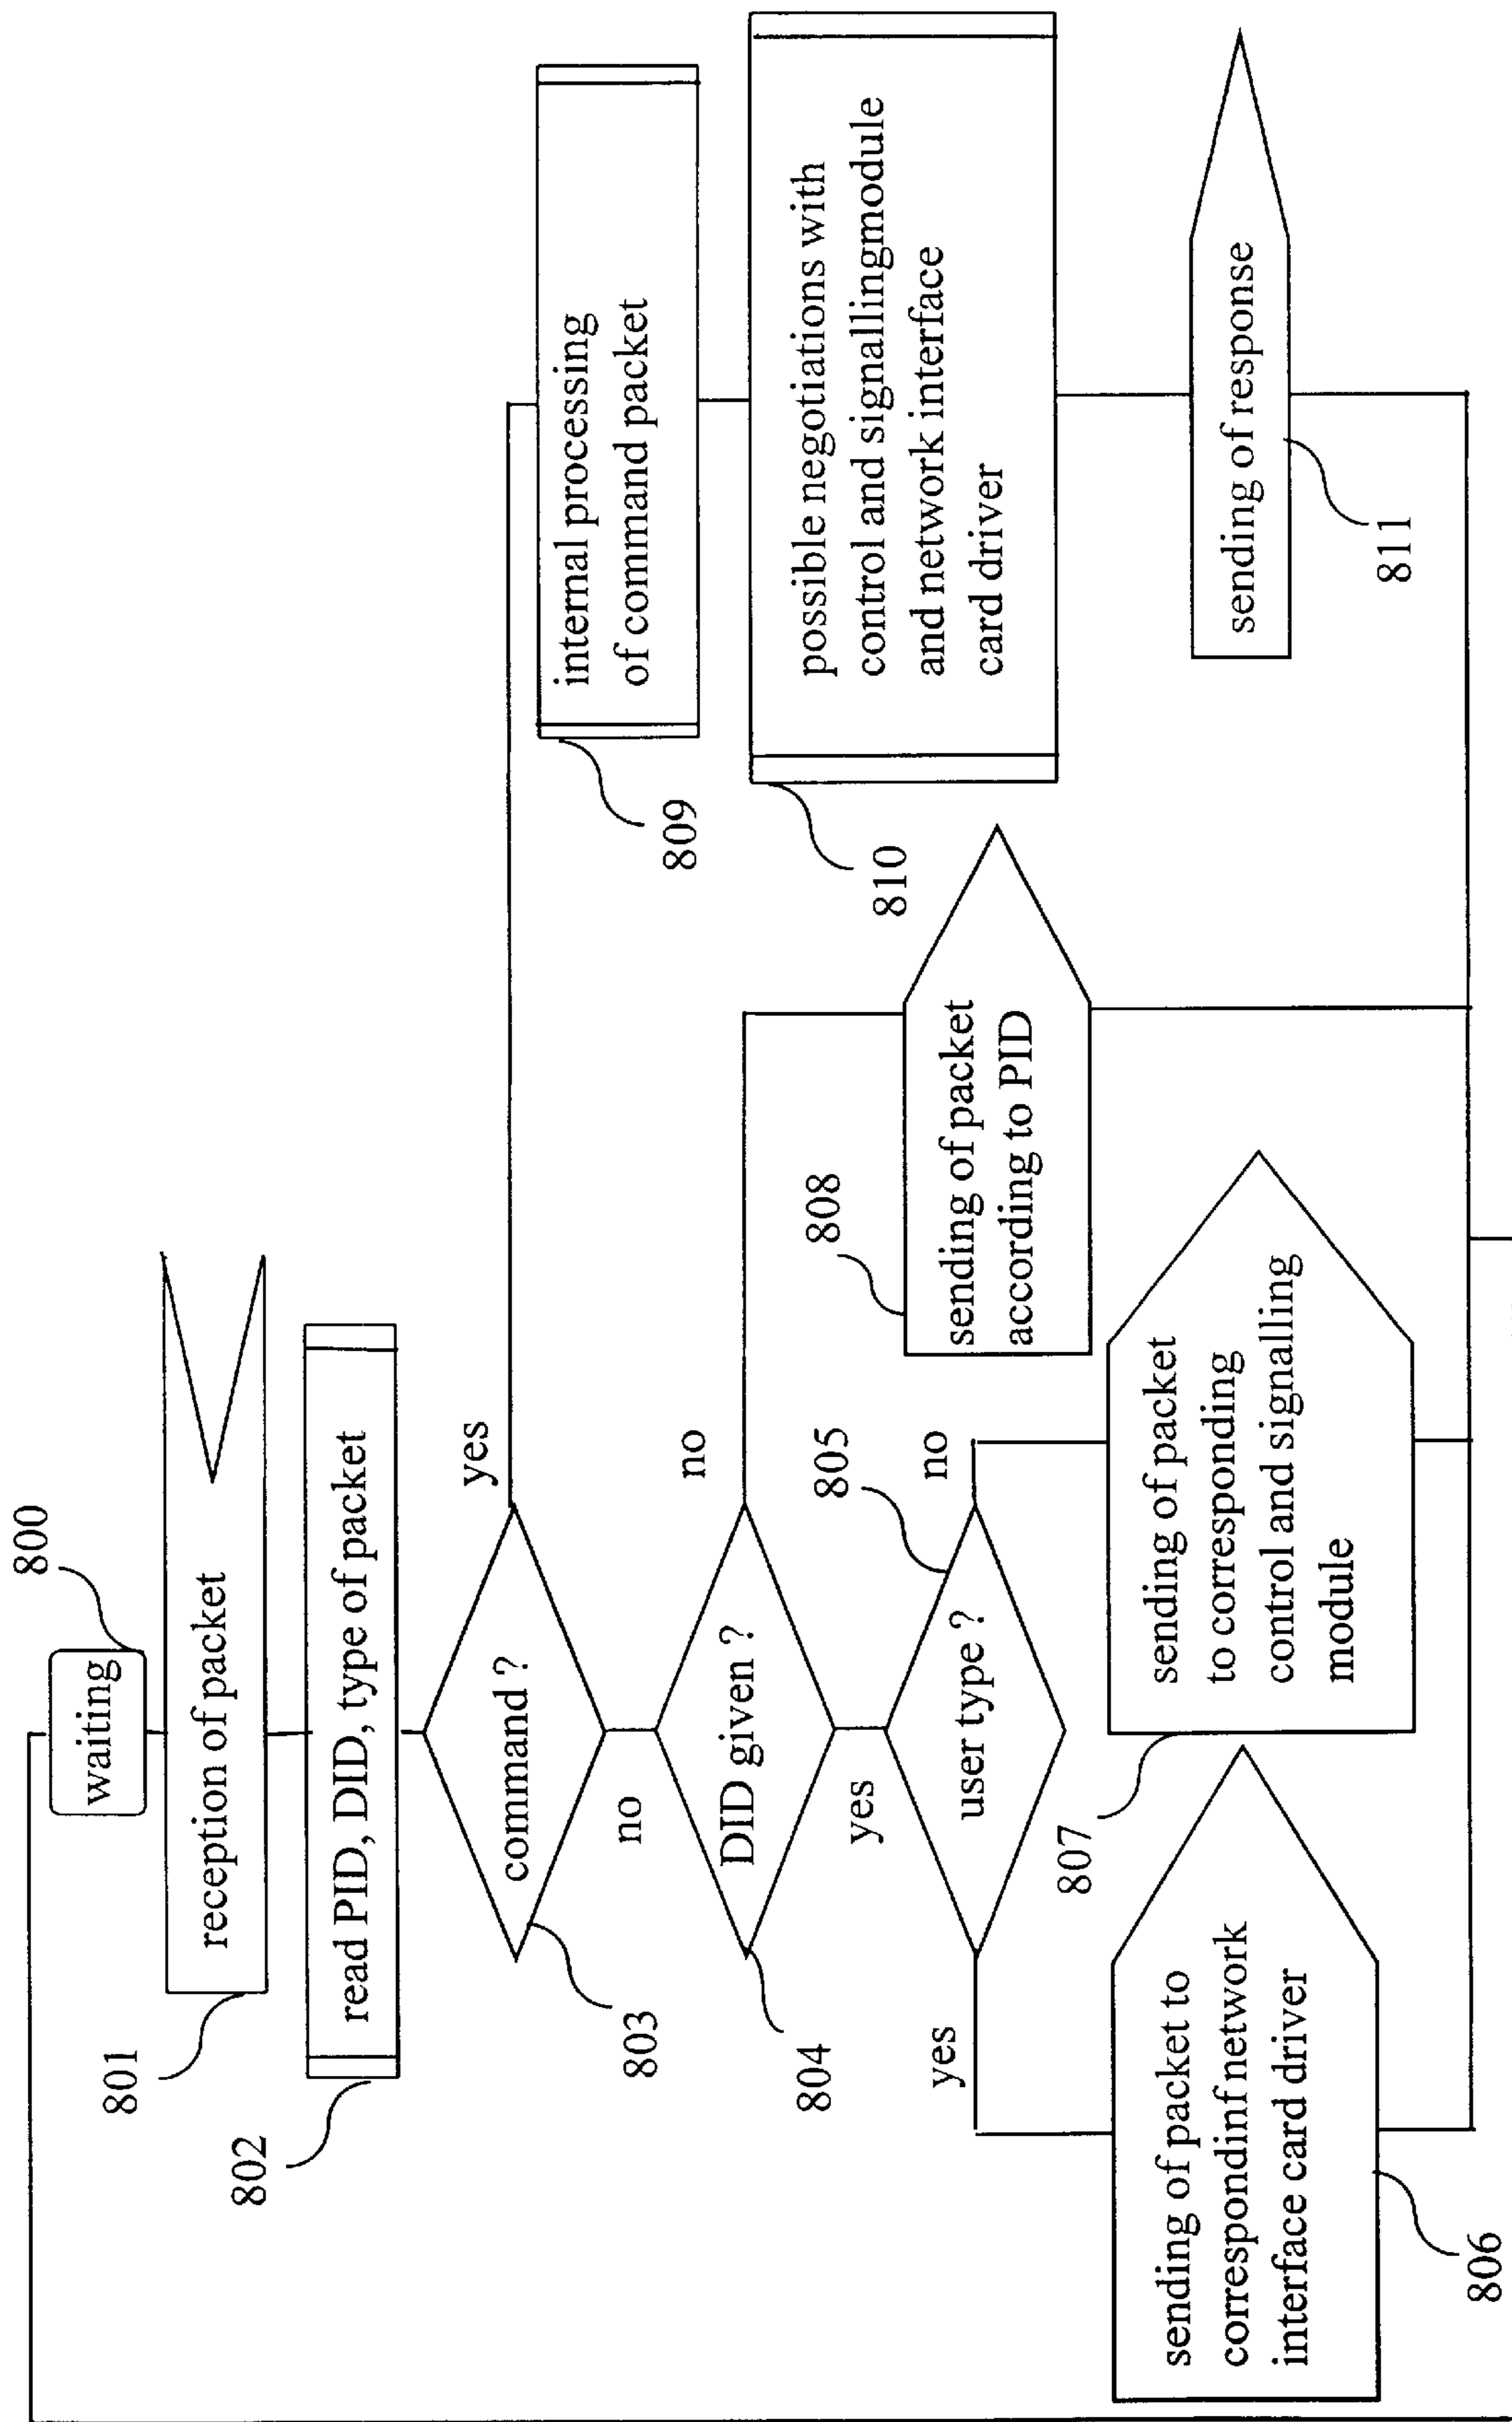 800
waiting
801
reception of packet
802
read PID, DID, type of packet
803
command ?
yes
no
804
DID given ?
no
yes
805
user type ?
no
yes
806
sending of packet to
correspondinf network
interface card driver
807
sending of packet
to corresponding
control and signalling
module
808
sending of packet
according to PID
809
internal processing
of command packet
810
possible negotiations with
control and signallingmodule
and network interface
card driver
sending of response
811